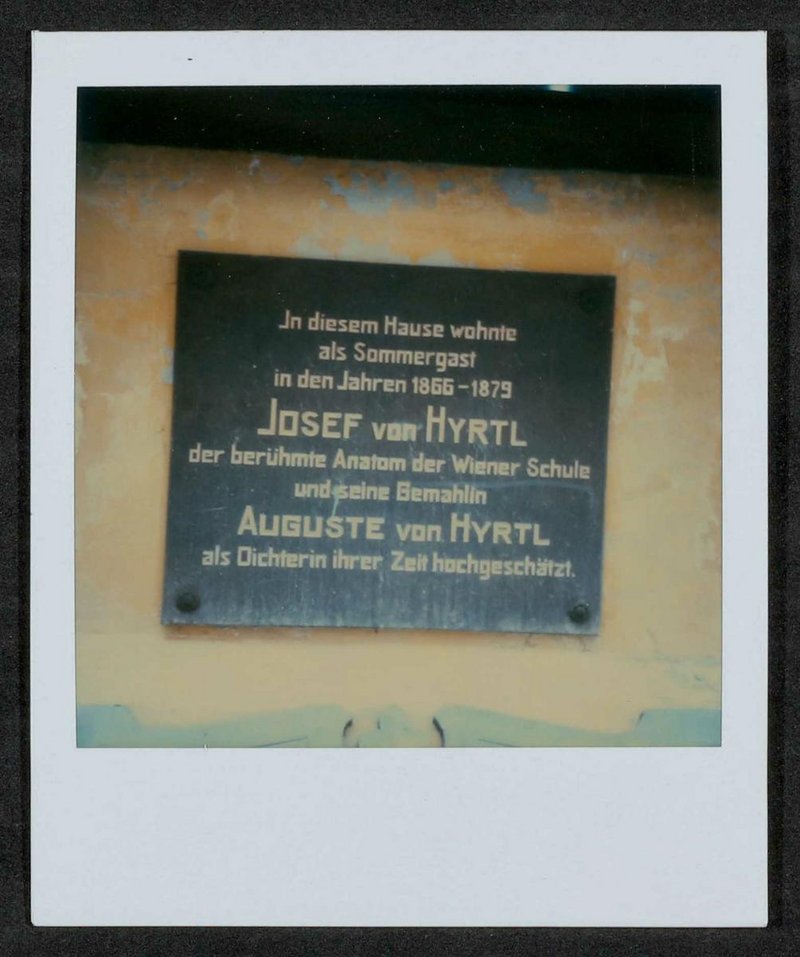 In diesem Hause wohnte
als Sommergast
in den Jahren 1866-1879
JOSEF von HYRTL
der berühmte Anatom der Wiener Schule
und seine Gemahlin
AUGUSTE von HYRTL
als Dichterin ihrer Zeit hochgeschätzt.